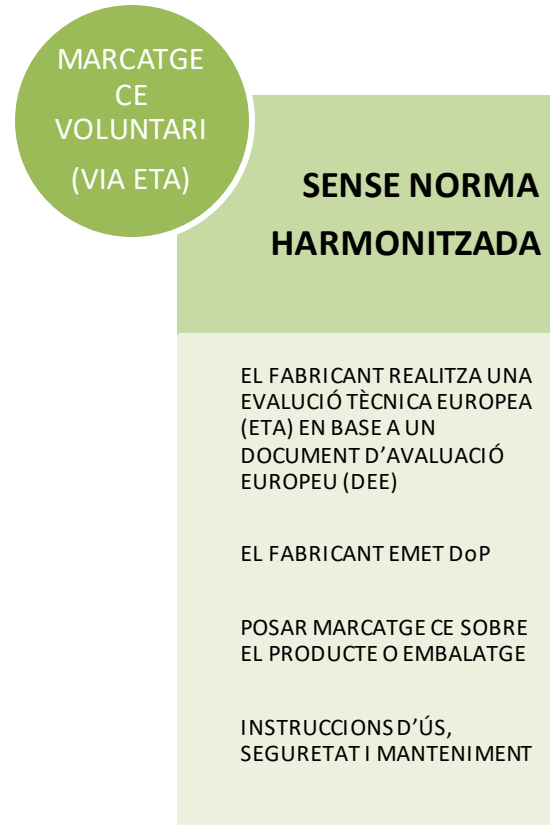 MARCATGE
CE
VOLUNTARI
(VIA ETA)
SENSE NORMA
HARMONITZADA
EL FABRICANT REALITZA UNA
EVALUCIÓ TÈCNICA EUROPEA
(ETA) EN BASE A UN
DOCUMENT D’AVALUACIÓ
EUROPEU (DEE)
EL FABRICANT EMET DoP
POSAR MARCATGE CE SOBRE
EL PRODUCTE O EMBALATGE
INSTRUCCIONS D’ÚS,
SEGURETAT I MANTENIMENT